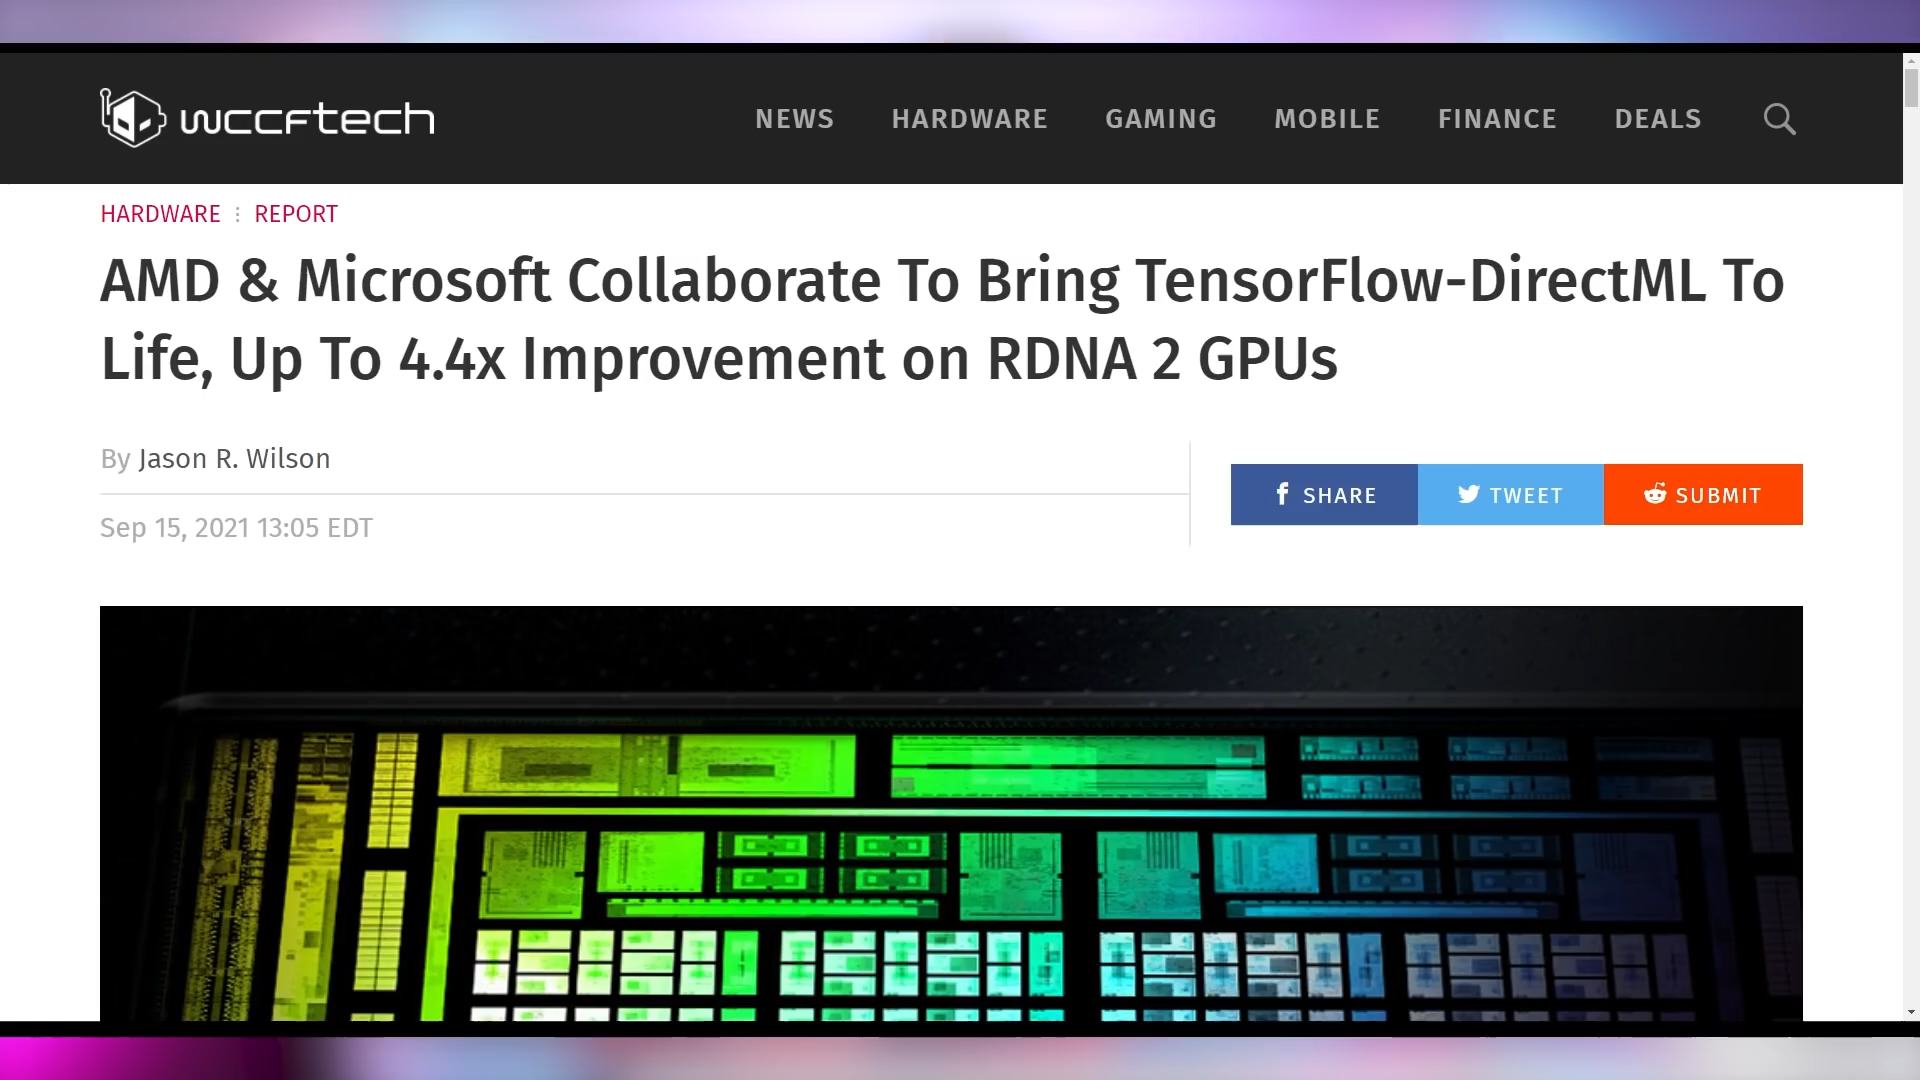 wccftech
NEWS HARDWARE GAMING MOBILE FINANCE DEALS
HARDWARE ⋮ REPORT
AMD & Microsoft Collaborate To Bring TensorFlow-DirectML To
Life, Up To 4.4x Improvement on RDNA 2 GPUs
By Jason R. Wilson
SHARE TWEET SUBMIT
Sep 15, 2021 13:05 EDT